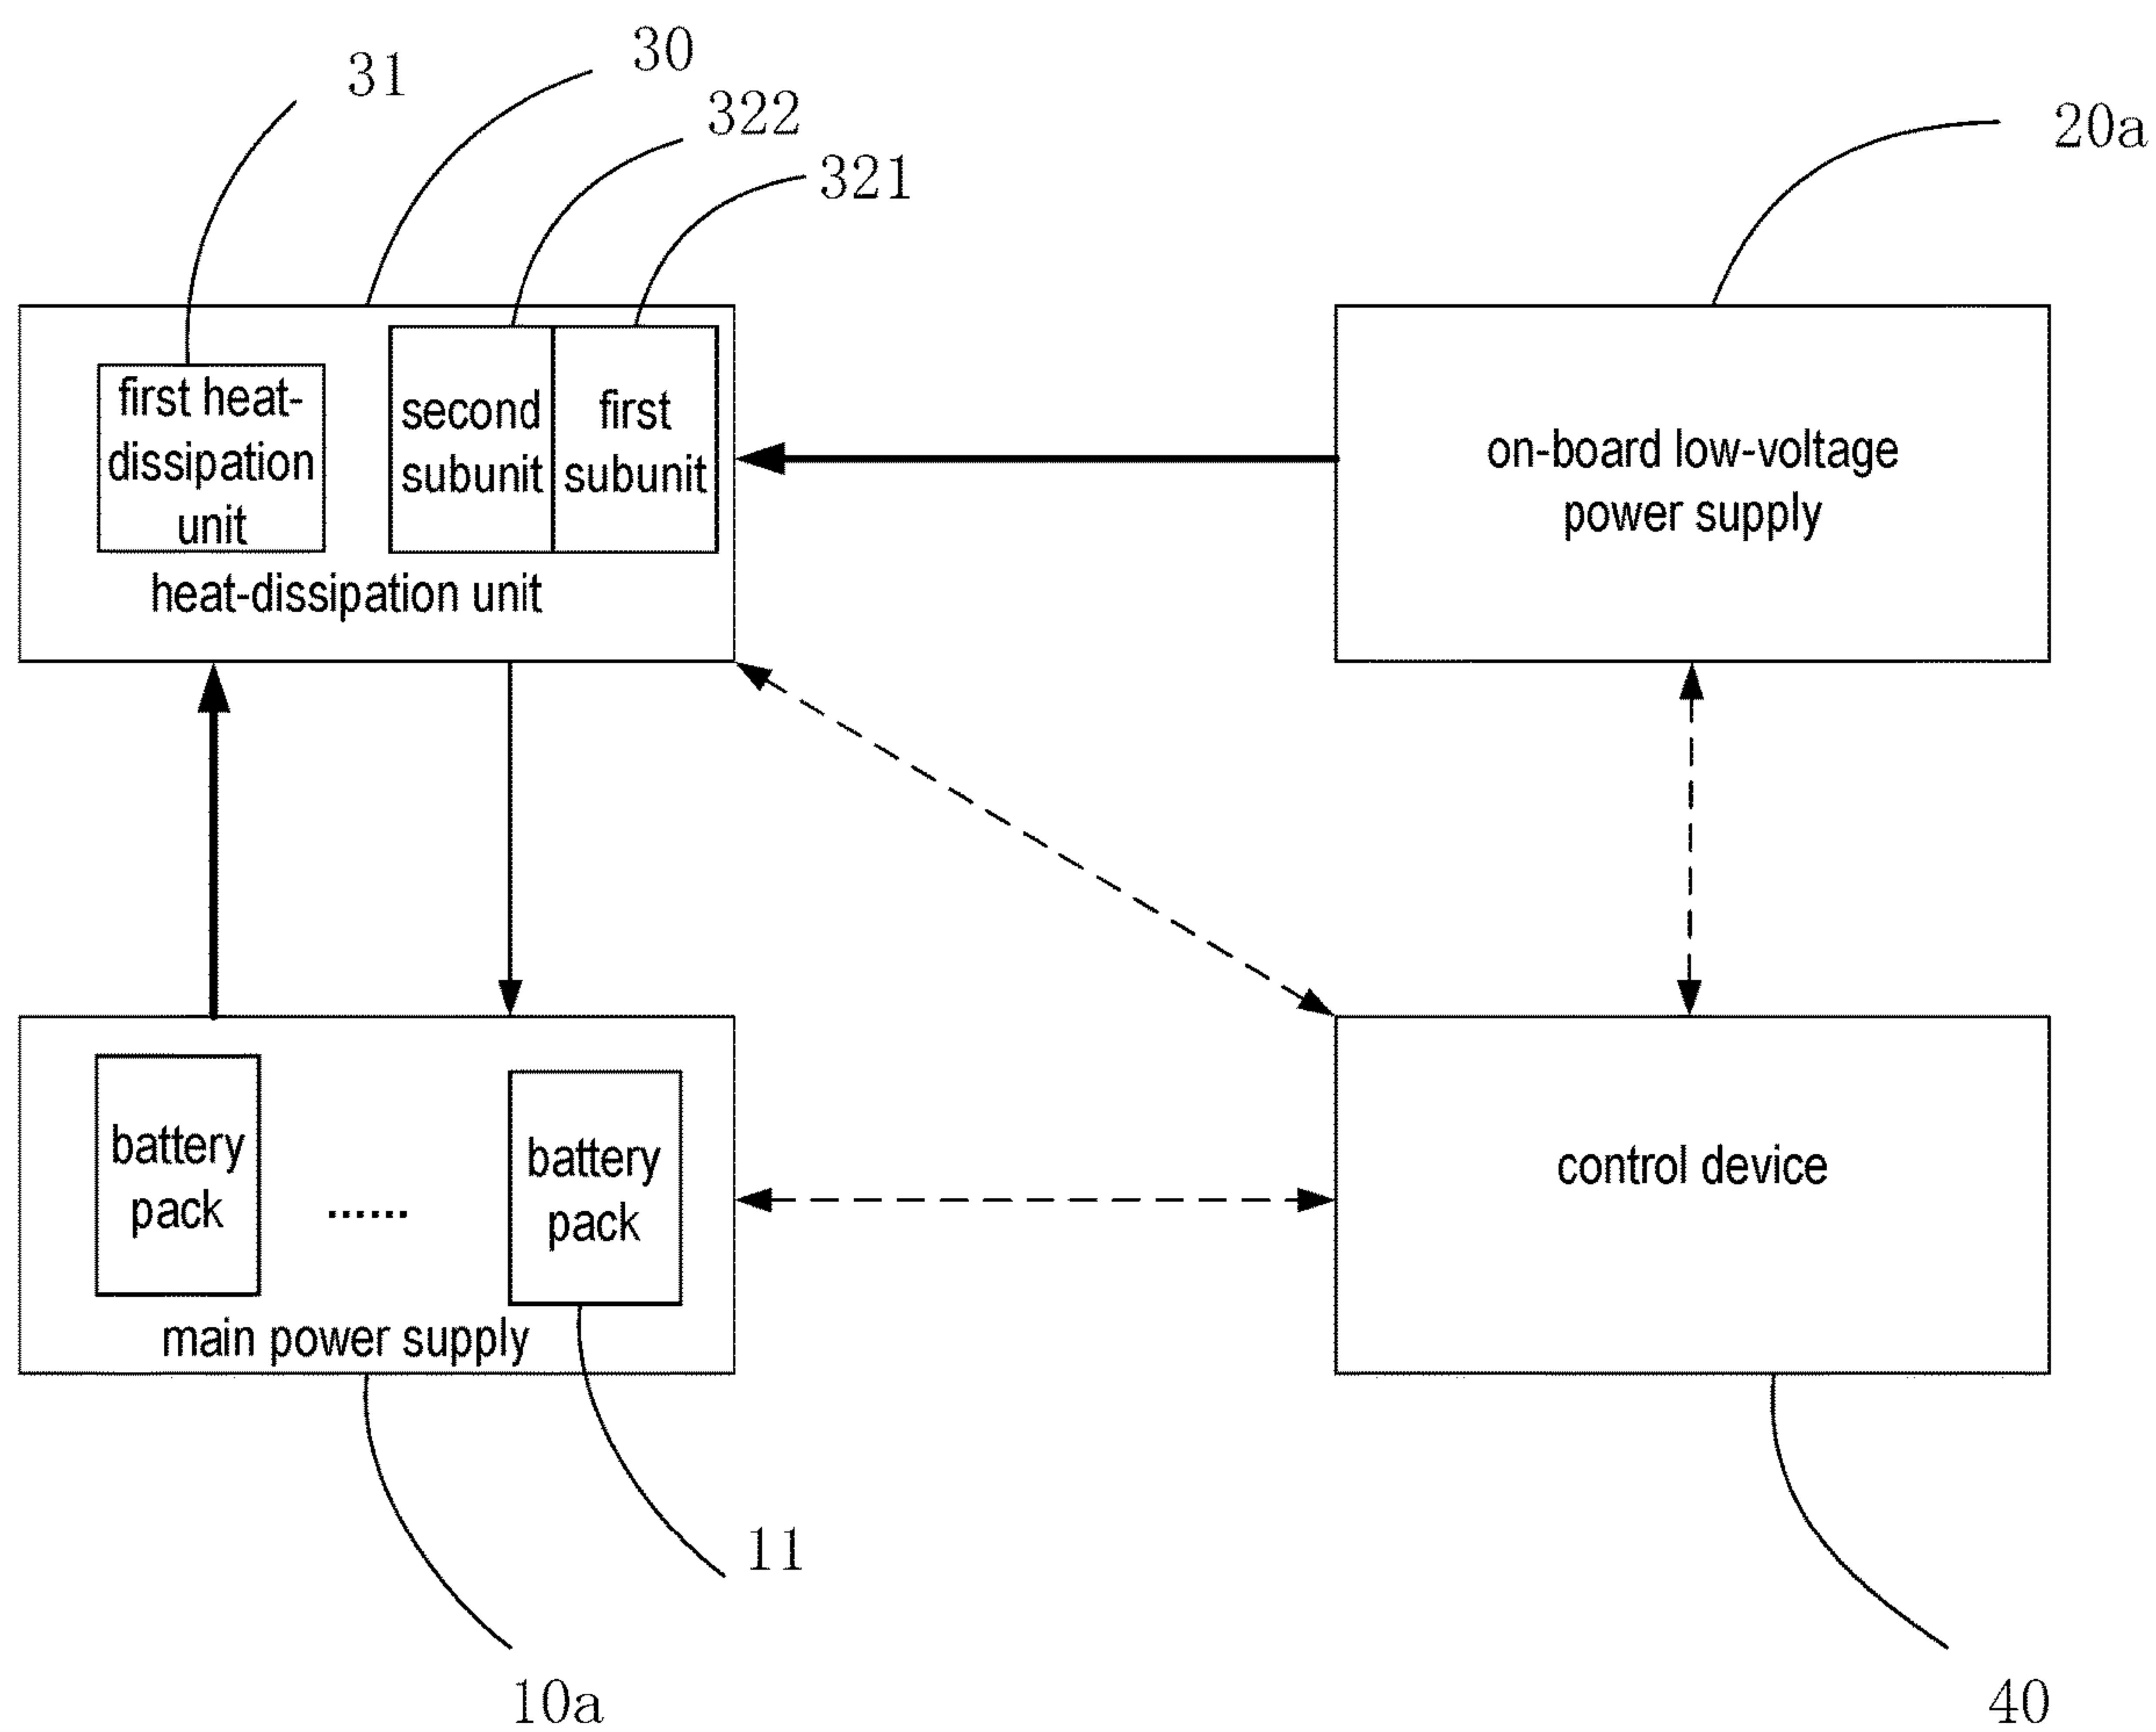 31
30
322
321
20a
first heat-
dissipation
unit
second
subunit
first
subunit
heat-dissipation unit
on-board low-voltage
power supply
battery
pack
......
battery
pack
main power supply
control device
11
10a
40